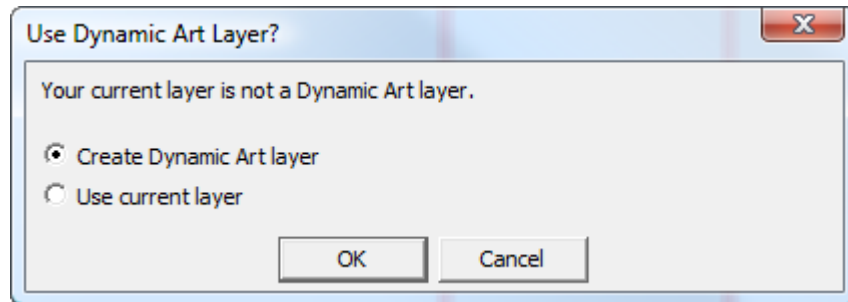 Use Dynamic Art Layer?
Your current layer is not a Dynamic Art layer.
Create Dynamic Art layer
Use current layer
OK Cancel